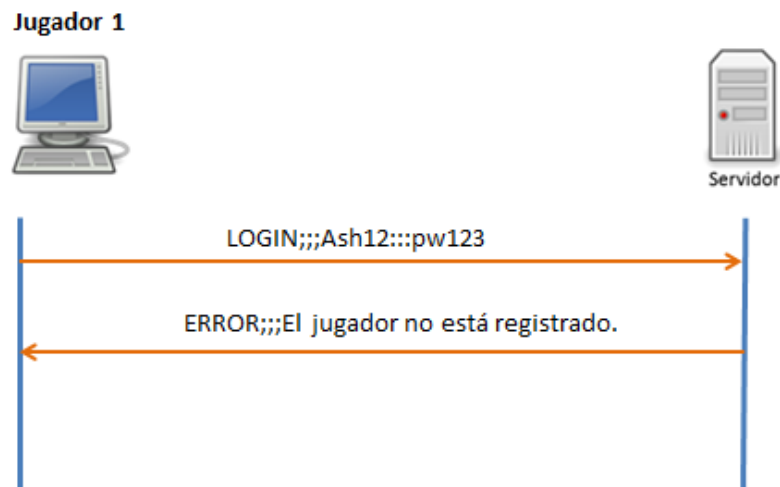 Jugador 1
Servidor
LOGIN;;;Ash12:::pw123
ERROR;;;El jugador no está registrado.